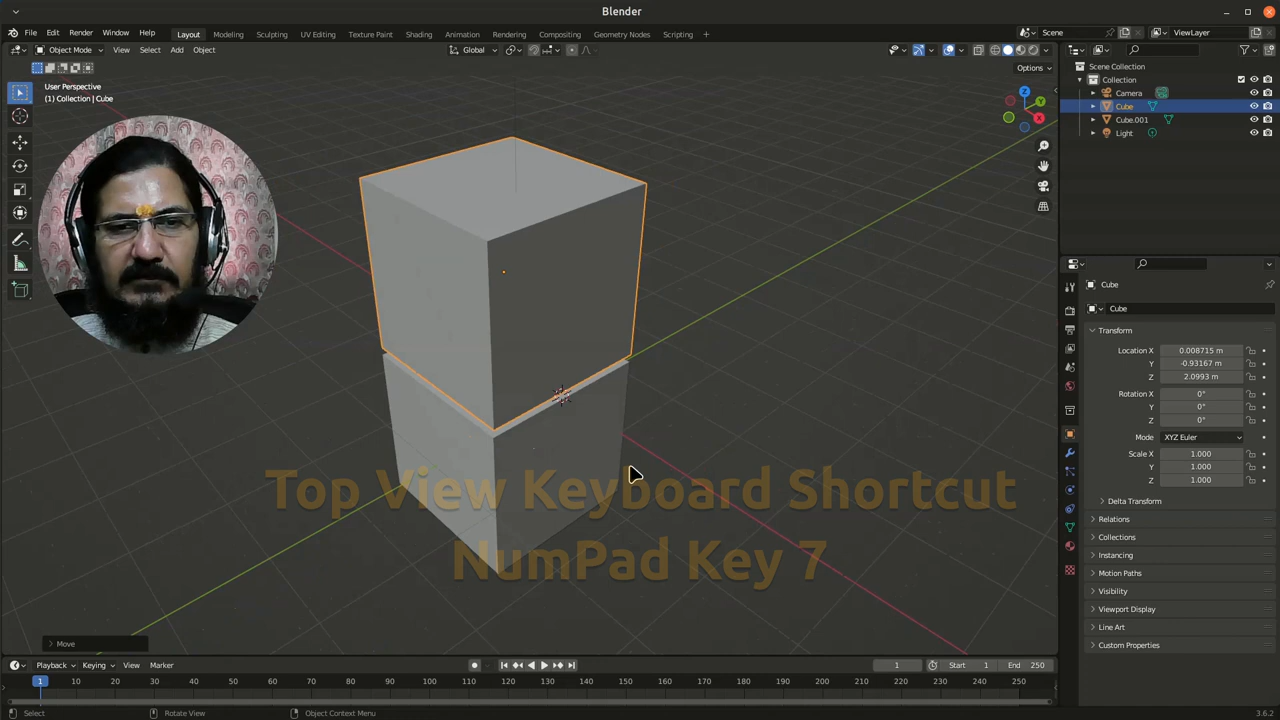 Blender
File Edit Render Window Help Layout Modeling Sculpting UV Editing Texture Paint Shading Animation Rendering Compositing Geometry Nodes Scripting + Scene ViewLayer
Object Mode View Select Add Object Global
Options
User Perspective
(1) Collection | Cube
Z
Y
X
Scene Collection
Collection
Camera
Cube
Cube.001
Light
Cube
Cube
Transform
Location X 0.008715 m
Y -0.93167 m
Z 2.0993 m
Rotation X 0°
Y 0°
Z 0°
Mode XYZ Euler
Scale X 1.000
Y 1.000
Z 1.000
Delta Transform
Relations
Collections
Instancing
Motion Paths
Visibility
Viewport Display
Line Art
Custom Properties
Top View Keyboard Shortcut
NumPad Key 7
Move
Playback Keying View Marker 1 Start 1 End 250
1 10 20 30 40 50 60 70 80 90 100 110 120 130 140 150 160 170 180 190 200 210 220 230 240 250
Select Rotate View Object Context Menu 3.6.2